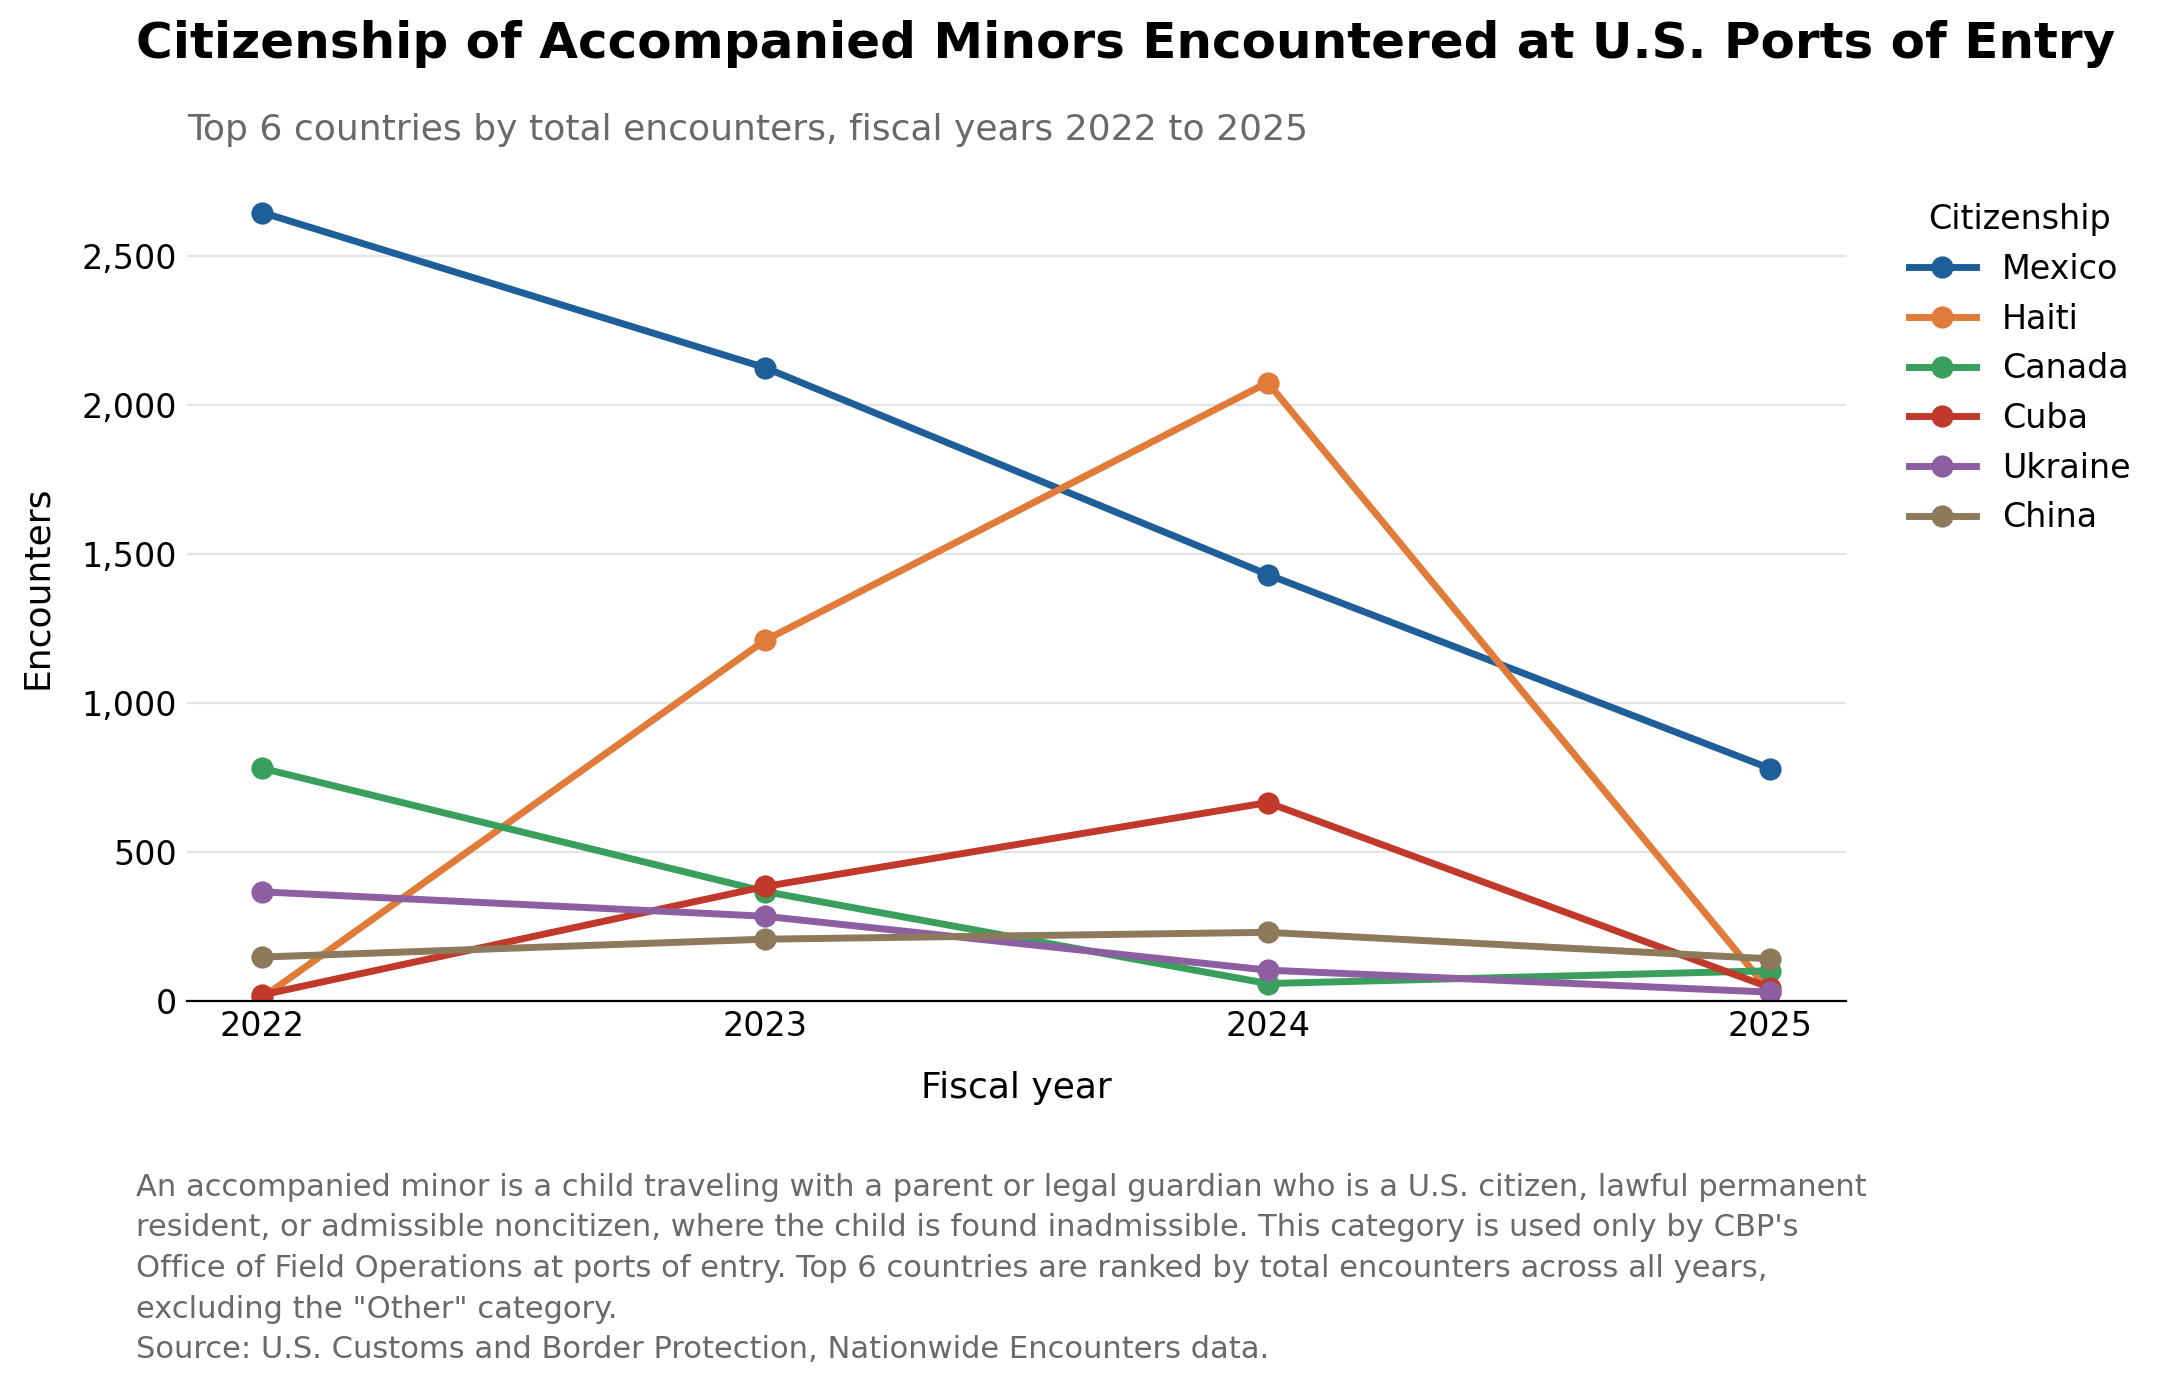 Citizenship of Accompanied Minors Encountered at U.S. Ports of Entry
Top 6 countries by total encounters, fiscal years 2022 to 2025
Citizenship
Mexico
Haiti
Canada
Cuba
Ukraine
China
Encounters
2,500
2,000
1,500
1,000
500
0
2022
2023
2024
2025
Fiscal year
An accompanied minor is a child traveling with a parent or legal guardian who is a U.S. citizen, lawful permanent
resident, or admissible noncitizen, where the child is found inadmissible. This category is used only by CBP's
Office of Field Operations at ports of entry. Top 6 countries are ranked by total encounters across all years,
excluding the "Other" category.
Source: U.S. Customs and Border Protection, Nationwide Encounters data.